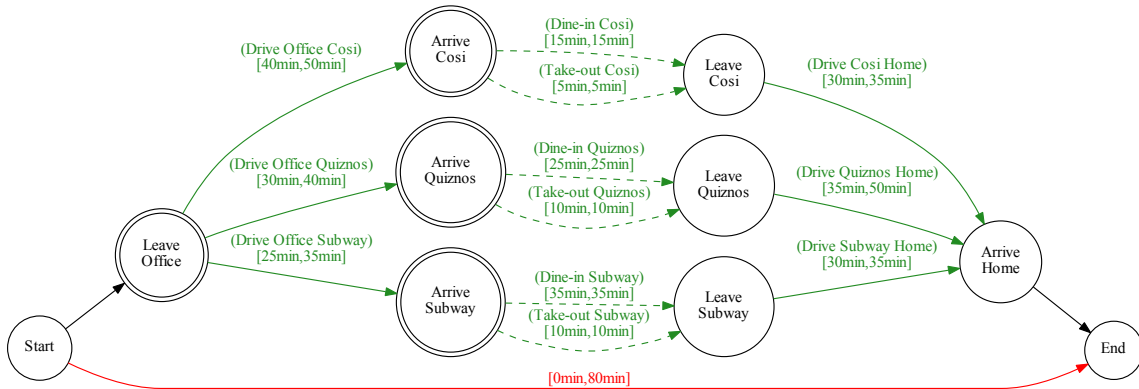 (Drive Office Cosi)
[40min,50min]
Arrive
Cosi
(Dine-in Cosi)
[15min,15min]
(Take-out Cosi)
[5min,5min]
Leave
Cosi
(Drive Cosi Home)
[30min,35min]
(Drive Office Quiznos)
[30min,40min]
Arrive
Quiznos
(Dine-in Quiznos)
[25min,25min]
(Take-out Quiznos)
[10min,10min]
Leave
Quiznos
(Drive Quiznos Home)
[35min,50min]
Leave
Office
(Drive Office Subway)
[25min,35min]
Arrive
Subway
(Dine-in Subway)
[35min,35min]
(Take-out Subway)
[10min,10min]
Leave
Subway
(Drive Subway Home)
[30min,35min]
Arrive
Home
Start
End
[0min,80min]